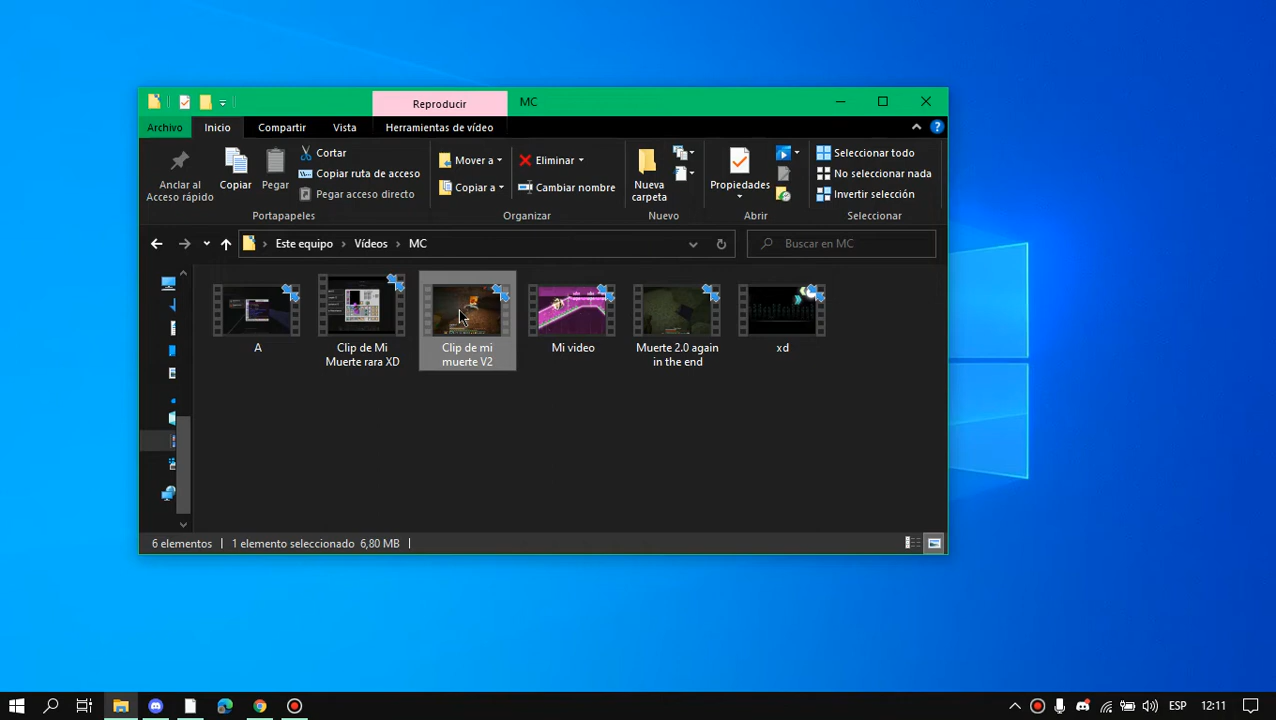 Reproducir
MC
Archivo
Inicio
Compartir
Vista
Herramientas de vídeo
Anclar al
Acceso rápido
Copiar
Pegar
Cortar
Copiar ruta de acceso
Pegar acceso directo
Portapapeles
Mover a
Copiar a
Eliminar
Cambiar nombre
Organizar
Nueva
carpeta
Nuevo
Propiedades
Abrir
Seleccionar todo
No seleccionar nada
Invertir selección
Seleccionar
Este equipo
Vídeos
MC
Buscar en MC
A
Clip de Mi
Muerte rara XD
Clip de mi
muerte V2
Mi video
Muerte 2.0 again
in the end
xd
6 elementos
1 elemento seleccionado 6,80 MB
ESP
12:11